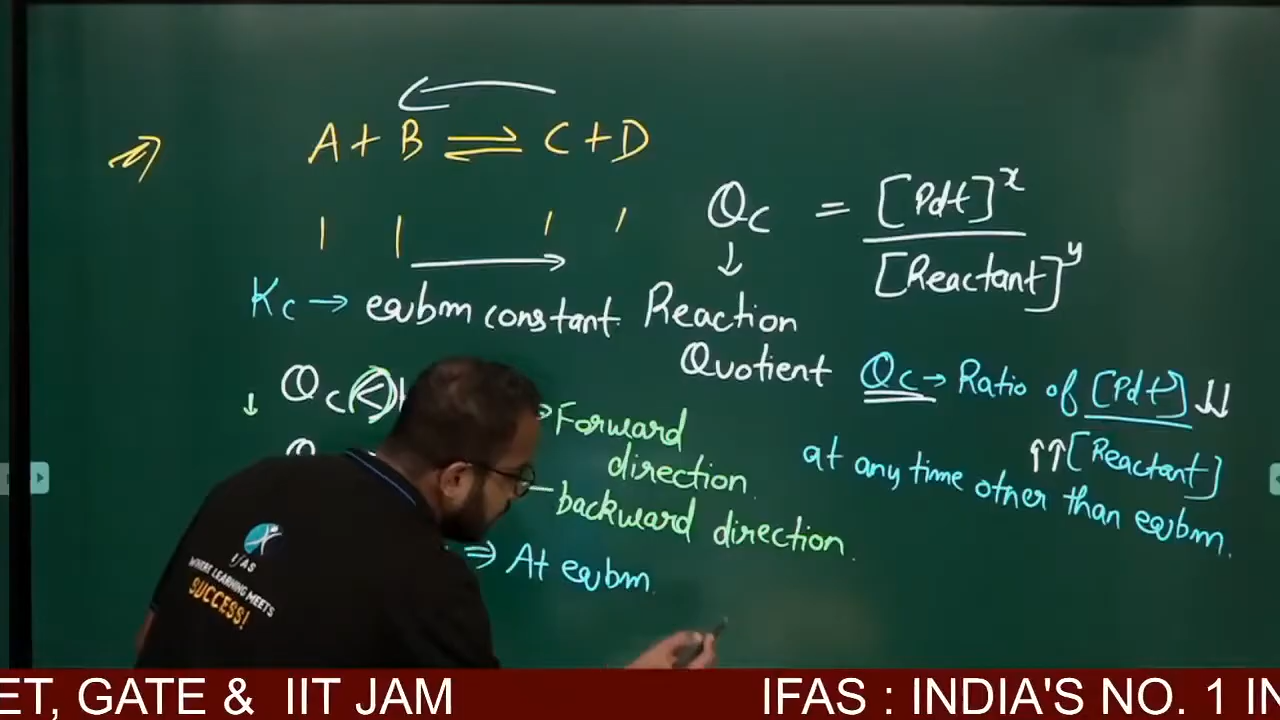 A + B ⇌ C + D
1 1 1 1
Qc = [Pdt]^x / [Reactant]^y
Kc → eqbm constant.
Reaction
Quotient
Qc <
→ Forward
direction.
Q
– backward direction.
⇒ At eqbm.
Qc → Ratio of [Pdt] ↓↓
↑↑ [Reactant]
at any time other than eqbm.
IFAS
WHERE LEARNING MEETS
SUCCESS!
ET, GATE & IIT JAM
IFAS : INDIA'S NO. 1 IN